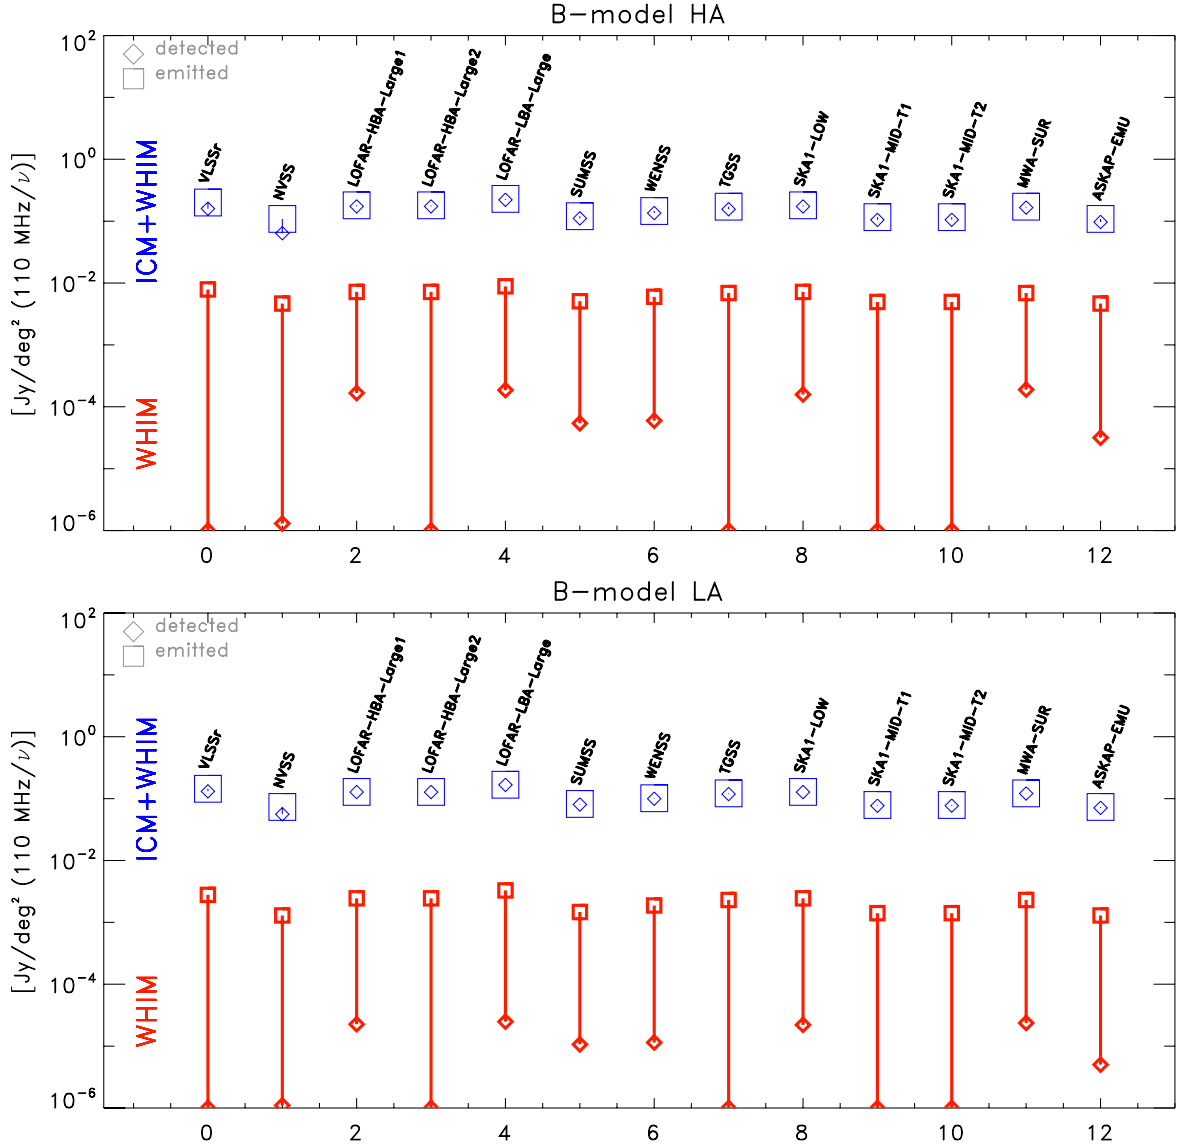 B-model HA
detected
emitted
10²
10⁰
10⁻²
10⁻⁴
10⁻⁶
[Jy/deg² (110 MHz/ν)]
ICM+WHIM
WHIM
VLSSr
NVSS
LOFAR-HBA-Large1
LOFAR-HBA-Large2
LOFAR-LBA-Large
SUMSS
WENSS
TGSS
SKA1-LOW
SKA1-MID-T1
SKA1-MID-T2
MWA-SUR
ASKAP-EMU
0 2 4 6 8 10 12
B-model LA
detected
emitted
10²
10⁰
10⁻²
10⁻⁴
10⁻⁶
[Jy/deg² (110 MHz/ν)]
ICM+WHIM
WHIM
VLSSr
NVSS
LOFAR-HBA-Large1
LOFAR-HBA-Large2
LOFAR-LBA-Large
SUMSS
WENSS
TGSS
SKA1-LOW
SKA1-MID-T1
SKA1-MID-T2
MWA-SUR
ASKAP-EMU
0 2 4 6 8 10 12